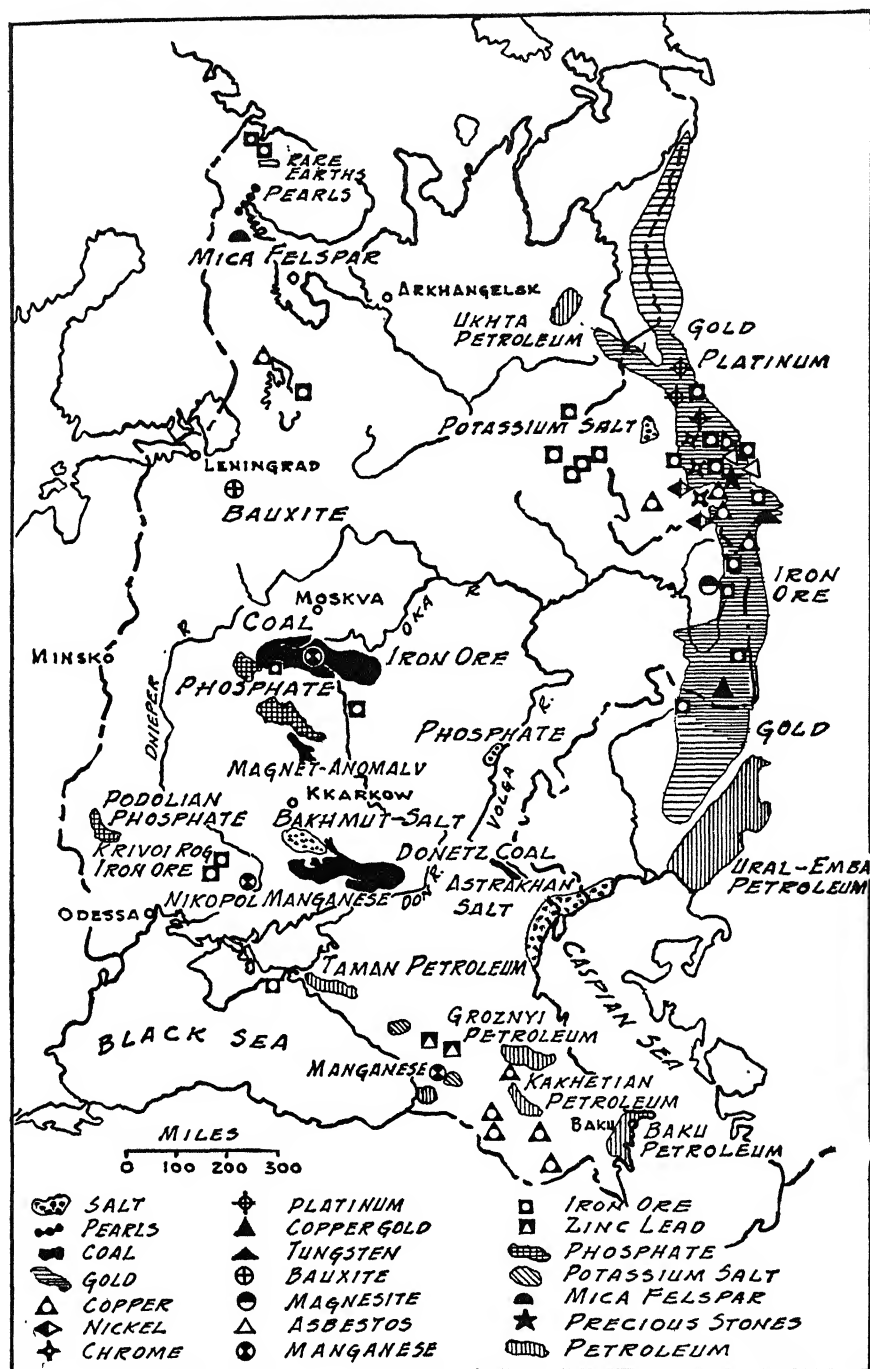 RARE
EARTHS
PEARLS
MICA FELSPAR
ARKHANGELSK
UKHTA
PETROLEUM
GOLD
PLATINUM
POTASSIUM SALT
LENINGRAD
BAUXITE
IRON
ORE
MOSKVA
COAL
R.
OKA
R
MINSK
IRON ORE
PHOSPHATE
DNIEPER
R.
PHOSPHATE
GOLD
MAGNET-ANOMALY
VOLGA
KKARKOW
PODOLIAN
PHOSPHATE
BAKHMUT-SALT
KRIVOI ROG
IRON ORE
DONETZ COAL
ASTRAKHAN
SALT
URAL-EMBA
PETROLEUM
NIKOPOL MANGANESE
DON
R.
ODESSA
TAMAN PETROLEUM
CASPIAN SEA
BLACK SEA
GROZNYI
PETROLEUM
MANGANESE
KAKHETIAN
PETROLEUM
BAKU
BAKU
PETROLEUM
MILES
0 100 200 300
SALT
PEARLS
COAL
GOLD
COPPER
NICKEL
CHROME
PLATINUM
COPPER GOLD
TUNGSTEN
BAUXITE
MAGNESITE
ASBESTOS
MANGANESE
IRON ORE
ZINC LEAD
PHOSPHATE
POTASSIUM SALT
MICA FELSPAR
PRECIOUS STONES
PETROLEUM